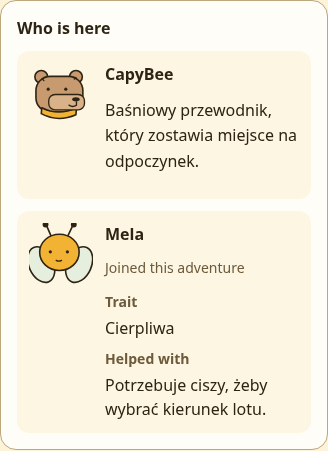 Who is here
CapyBee
Baśniowy przewodnik,
który zostawia miejsce na
odpoczynek.
Mela
Joined this adventure
Trait
Cierpliwa
Helped with
Potrzebuje ciszy, żeby
wybrać kierunek lotu.